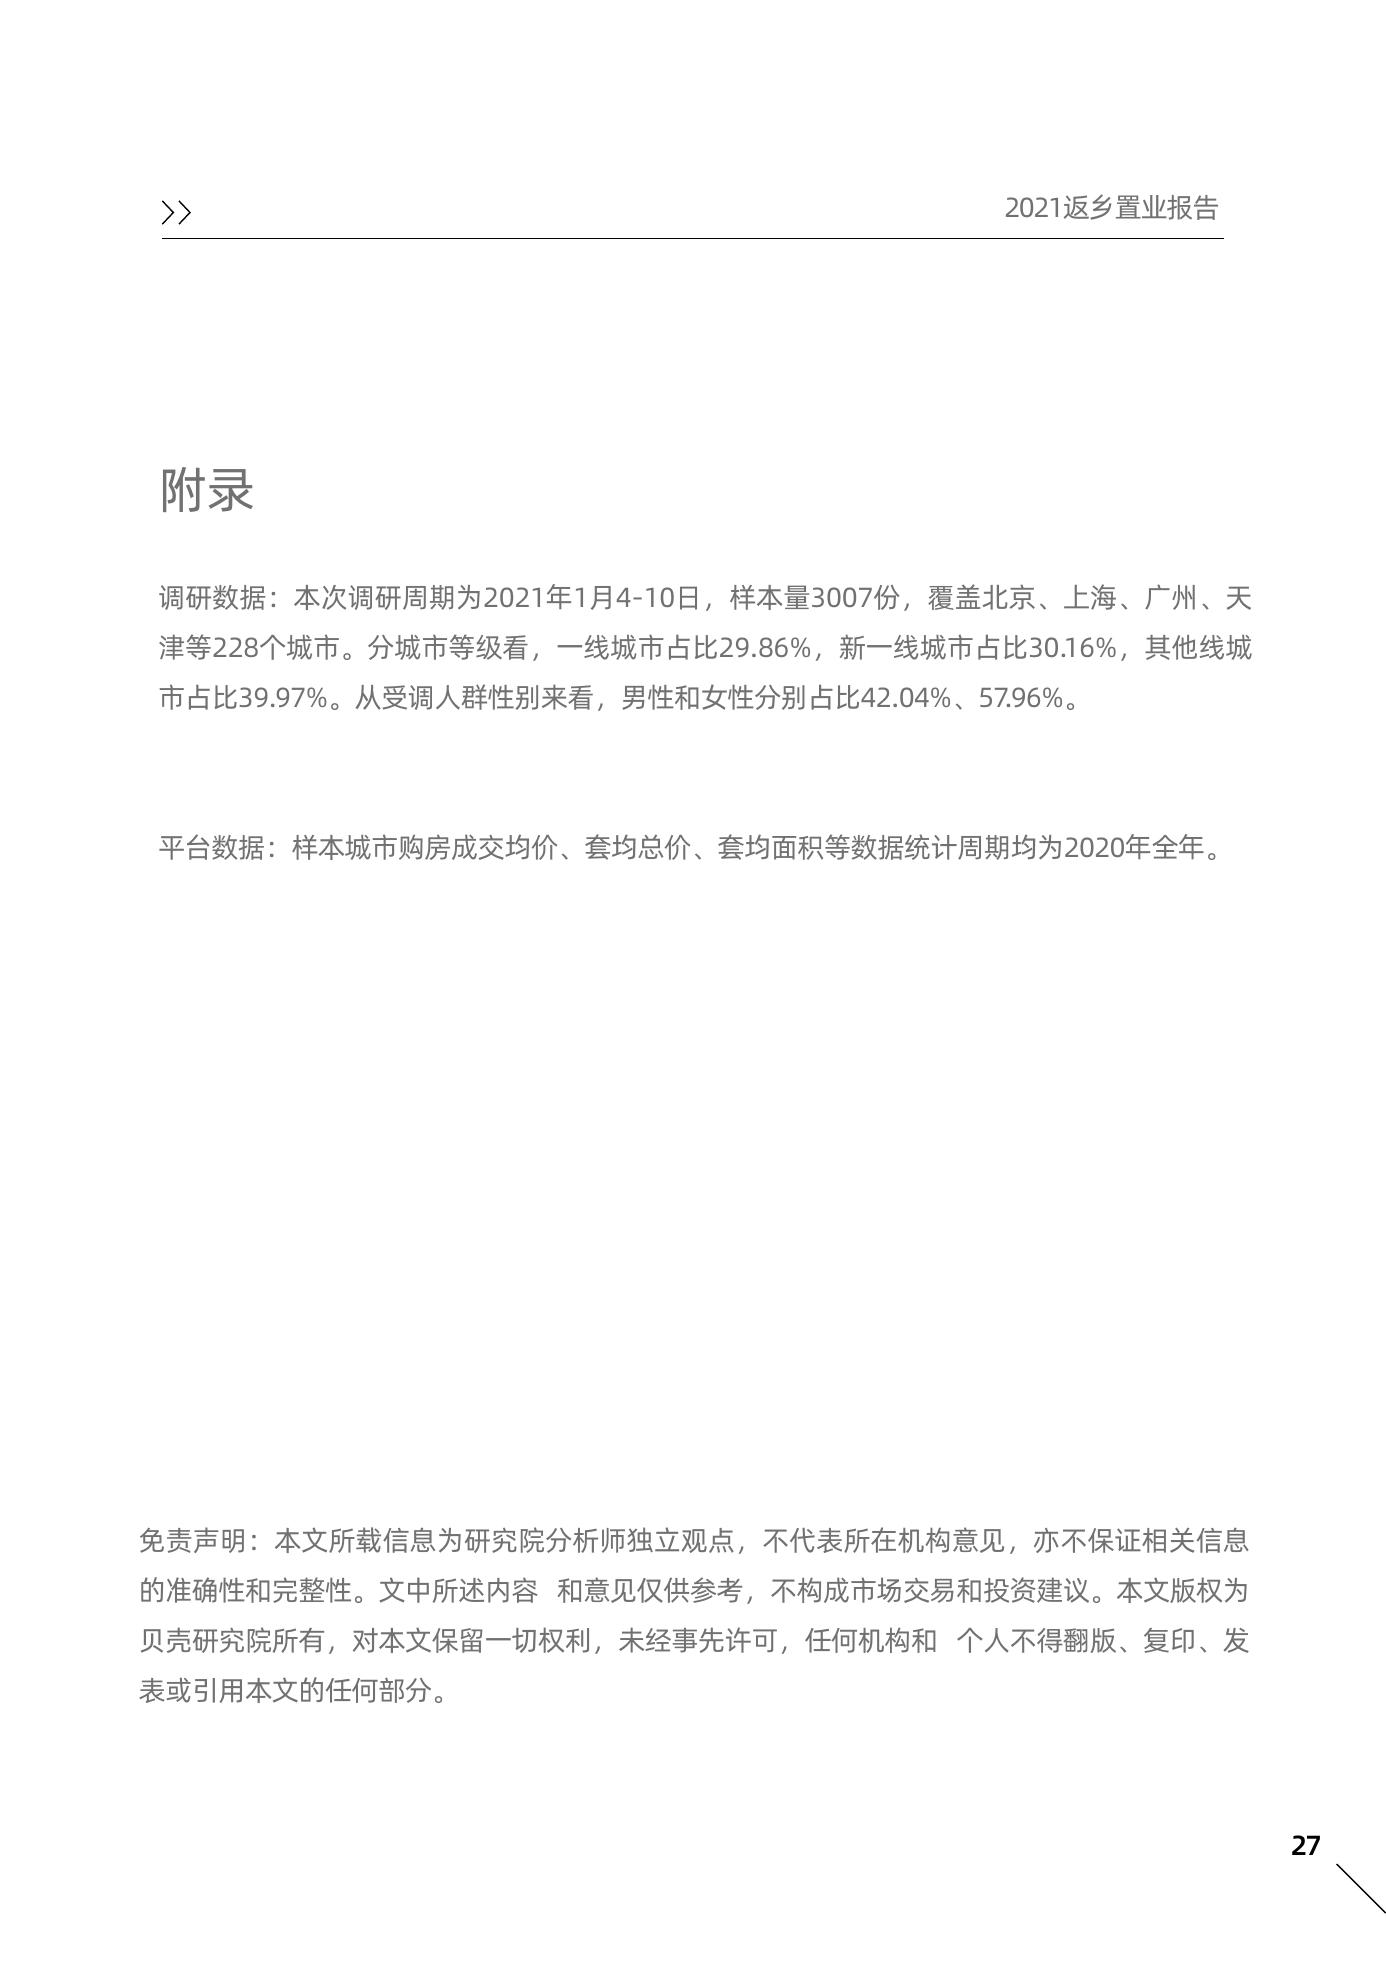 2021返乡置业报告
附录
调研数据：本次调研周期为2021年1月4-10日，样本量3007份，覆盖北京、上海、广州、天
津等228个城市。分城市等级看，一线城市占比29.86%，新一线城市占比30.16%，其他线城
市占比39.97%。从受调人群性别来看，男性和女性分别占比42.04%、57.96%。
平台数据：样本城市购房成交均价、套均总价、套均面积等数据统计周期均为2020年全年。
免责声明：本文所载信息为研究院分析师独立观点，不代表所在机构意见，亦不保证相关信息
的准确性和完整性。文中所述内容 和意见仅供参考，不构成市场交易和投资建议。本文版权为
贝壳研究院所有，对本文保留一切权利，未经事先许可，任何机构和 个人不得翻版、复印、发
表或引用本文的任何部分。
27